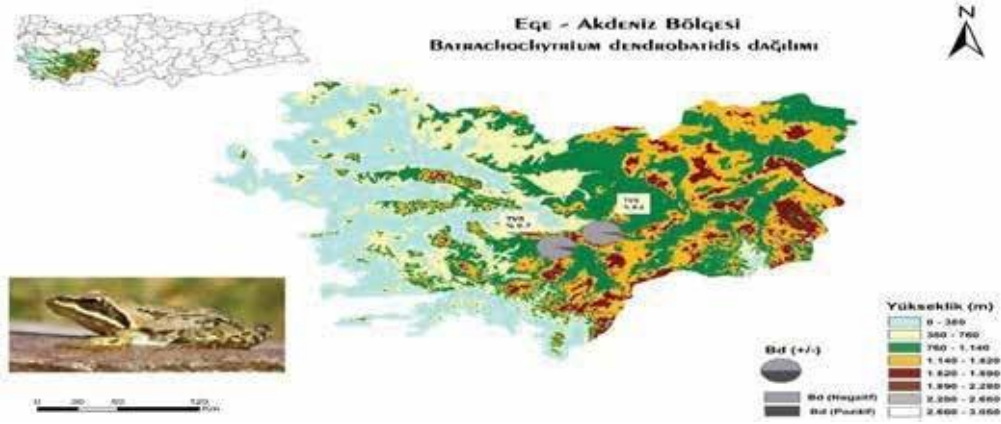 Ege - Akdeniz Bölgesi
Batrachochytrium dendrobatidis dağılımı
N
Yükseklik (m)
0 - 380
380 - 760
760 - 1.140
1.140 - 1.520
1.520 - 1.890
1.890 - 2.280
2.280 - 2.660
2.660 - 3.050
Bd (+/-)
Bd (Negatif)
Bd (Pozitif)
0
30
60
120
Km